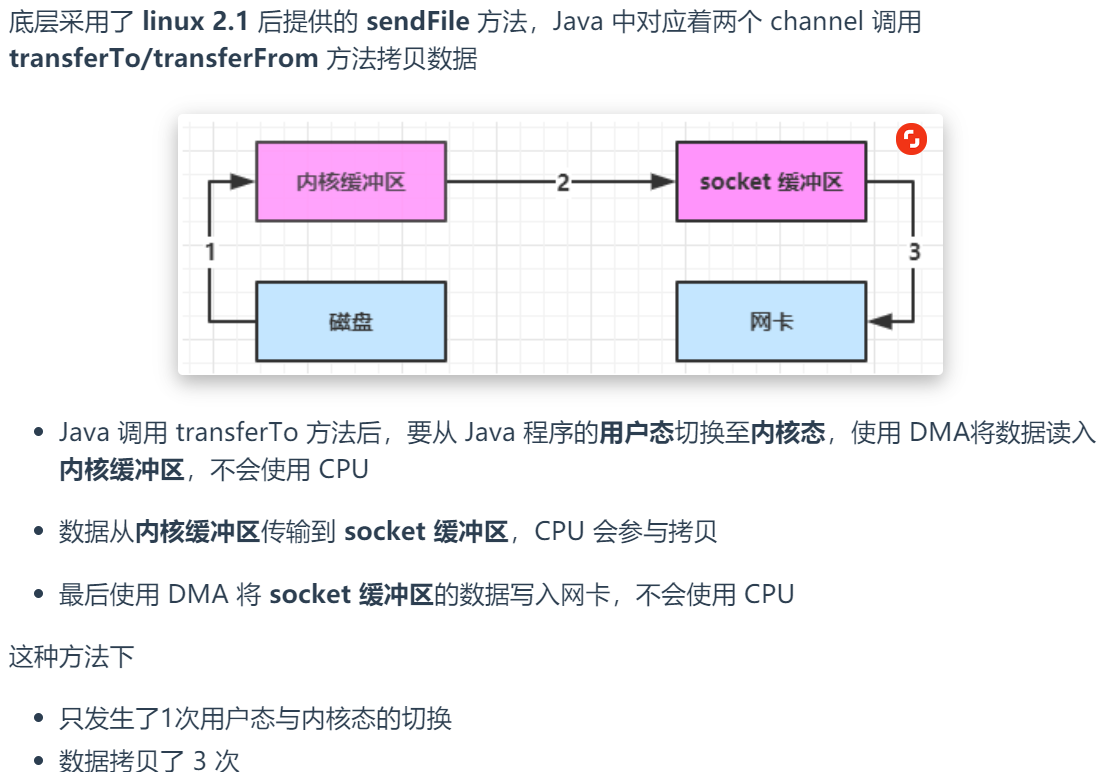 底层采用了 linux 2.1 后提供的 sendFile 方法，Java 中对应着两个 channel 调用
transferTo/transferFrom 方法拷贝数据
内核缓冲区
2
socket 缓冲区
1
3
磁盘
网卡
Java 调用 transferTo 方法后，要从 Java 程序的用户态切换至内核态，使用 DMA将数据读入
内核缓冲区，不会使用 CPU
数据从内核缓冲区传输到 socket 缓冲区，CPU 会参与拷贝
最后使用 DMA 将 socket 缓冲区的数据写入网卡，不会使用 CPU
这种方法下
只发生了1次用户态与内核态的切换
数据拷贝了 3 次